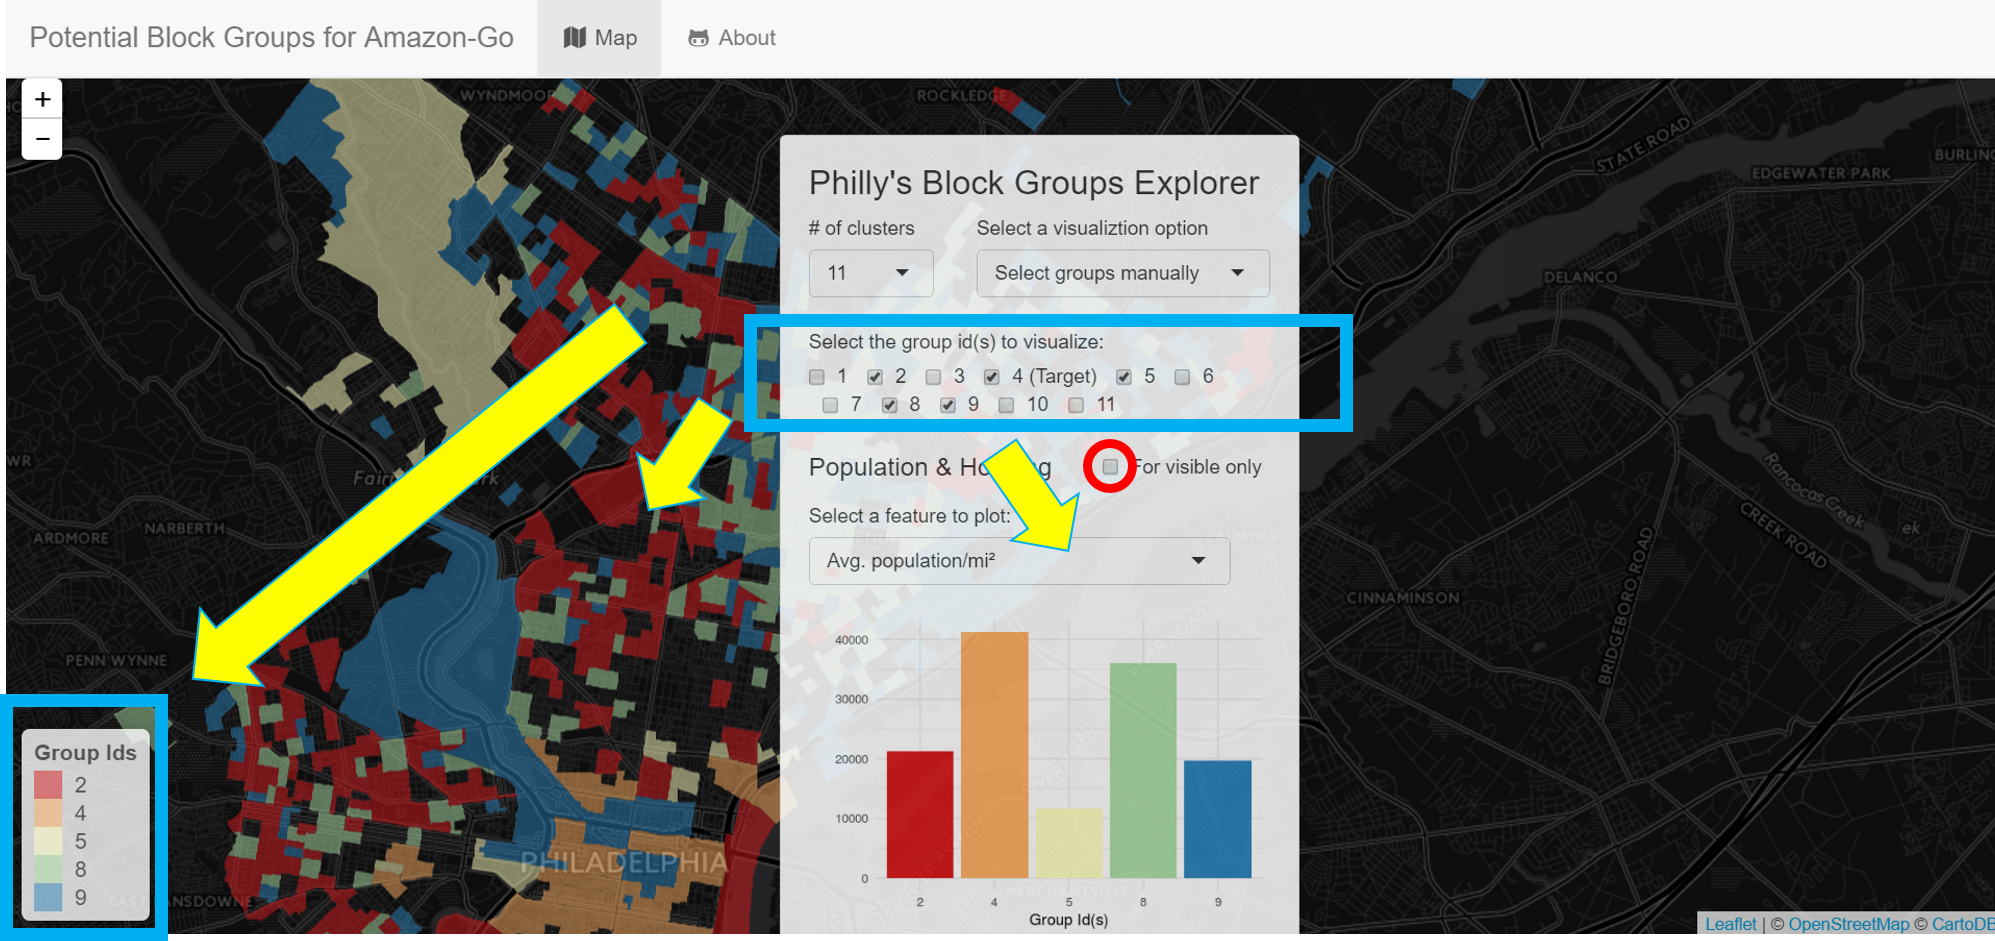 Potential Block Groups for Amazon-Go Map About
+
−
WYNDMOOR
ROCKLEDGE
STATE ROAD
BURLING
EDGEWATER PARK
Philly's Block Groups Explorer
# of clusters Select a visualiztion option
11 Select groups manually
DELANCO
Select the group id(s) to visualize:
1 2 3 4 (Target) 5 6
7 8 9 10 11
Population & Ho g For visible only
WR
Fair k
Rancocas Creek
NARBERTH
ARDMORE
CREEK ROAD
ek
Select a feature to plot:
PALMYRA
Avg. population/mi²
CINNAMINSON
BRIDGEBORO ROAD
RIVER ROAD
PENN WYNNE
40000
30000
20000
10000
0
2 4 5 8 9
Group Id(s)
MERCHANTVILLE
PHILADELPHIA
Group Ids
2
4
5
8
9
EAST LANSDOWNE
Leaflet | © OpenStreetMap © CartoDB